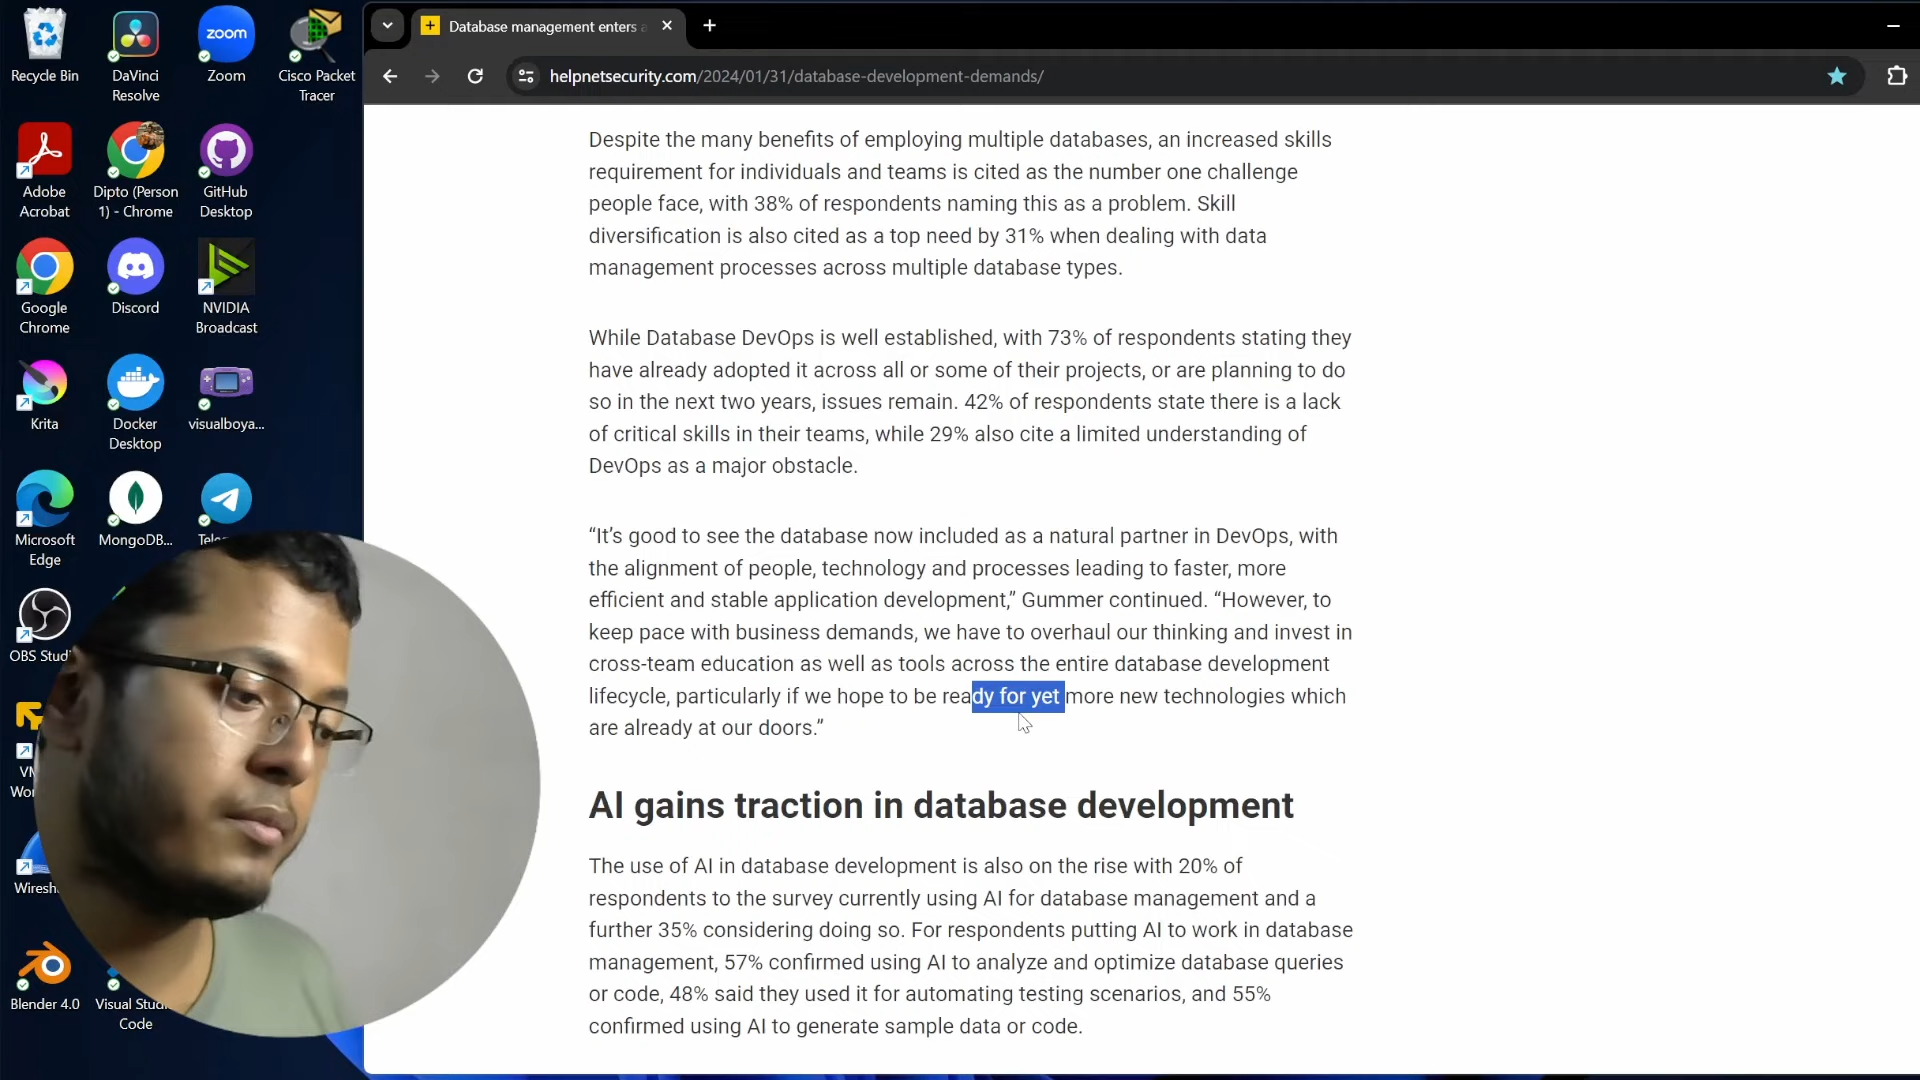 Recycle Bin
DaVinci
Resolve
Zoom
zoom
Cisco Packet
Tracer
Adobe
Acrobat
Dipto (Person
1) - Chrome
GitHub
Desktop
Google
Chrome
Discord
NVIDIA
Broadcast
Krita
Docker
Desktop
visualboya...
Microsoft
Edge
MongoDB...
OBS Studi
Blender 4.0
Visual Stud
Code
Database management enters a
helpnetsecurity.com/2024/01/31/database-development-demands/
Despite the many benefits of employing multiple databases, an increased skills
requirement for individuals and teams is cited as the number one challenge
people face, with 38% of respondents naming this as a problem. Skill
diversification is also cited as a top need by 31% when dealing with data
management processes across multiple database types.
While Database DevOps is well established, with 73% of respondents stating they
have already adopted it across all or some of their projects, or are planning to do
so in the next two years, issues remain. 42% of respondents state there is a lack
of critical skills in their teams, while 29% also cite a limited understanding of
DevOps as a major obstacle.
“It’s good to see the database now included as a natural partner in DevOps, with
the alignment of people, technology and processes leading to faster, more
efficient and stable application development,” Gummer continued. “However, to
keep pace with business demands, we have to overhaul our thinking and invest in
cross-team education as well as tools across the entire database development
lifecycle, particularly if we hope to be ready for yet more new technologies which
are already at our doors.”
AI gains traction in database development
The use of AI in database development is also on the rise with 20% of
respondents to the survey currently using AI for database management and a
further 35% considering doing so. For respondents putting AI to work in database
management, 57% confirmed using AI to analyze and optimize database queries
or code, 48% said they used it for automating testing scenarios, and 55%
confirmed using AI to generate sample data or code.